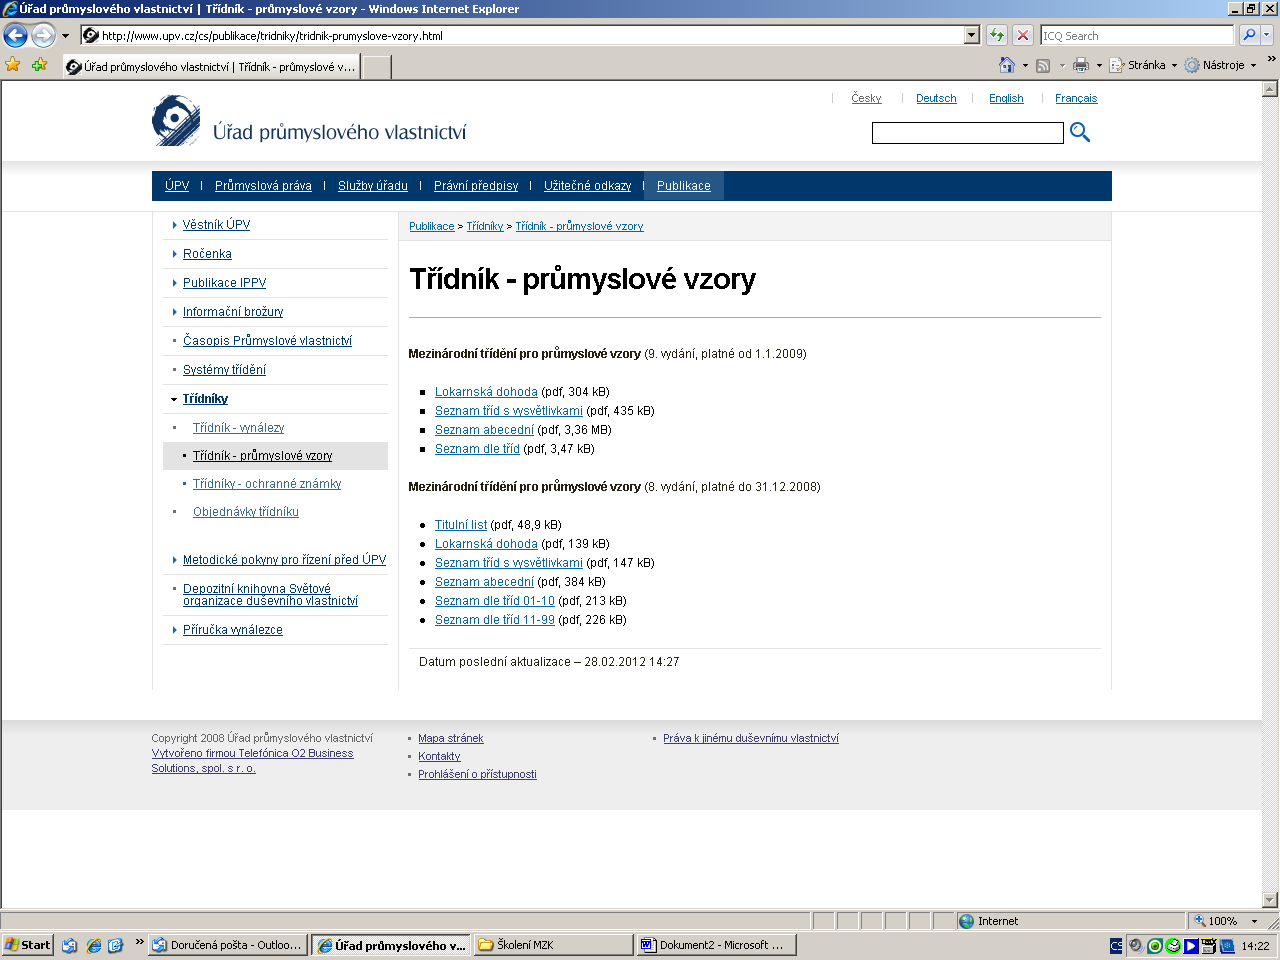 Úřad průmyslového vlastnictví | Třídník - průmyslové vzory - Windows Internet Explorer
http://www.upv.cz/cs/publikace/tridniky/tridnik-prumyslove-vzory.html
ICQ Search
Úřad průmyslového vlastnictví | Třídník - průmyslové v...
Stránka
Nástroje
»
Česky
Deutsch
English
Français
Úřad průmyslového vlastnictví
ÚPV | Průmyslová práva | Služby úřadu | Právní předpisy | Užitečné odkazy | Publikace
Věstník ÚPV
Ročenka
Publikace IPPV
Informační brožury
Časopis Průmyslové vlastnictví
Systémy třídění
Třídníky
Třídník - vynálezy
Třídník - průmyslové vzory
Třídníky - ochranné známky
Objednávky třídníku
Metodické pokyny pro řízení před ÚPV
Depozitní knihovna Světové
organizace duševního vlastnictví
Příručka vynálezce
Publikace > Třídníky > Třídník - průmyslové vzory
Třídník - průmyslové vzory
Mezinárodní třídění pro průmyslové vzory (9. vydání, platné od 1.1.2009)
Lokarnská dohoda (pdf, 304 kB)
Seznam tříd s vysvětlivkami (pdf, 435 kB)
Seznam abecední (pdf, 3,36 MB)
Seznam dle tříd (pdf, 3,47 kB)
Mezinárodní třídění pro průmyslové vzory (8. vydání, platné do 31.12.2008)
Titulní list (pdf, 48,9 kB)
Lokarnská dohoda (pdf, 139 kB)
Seznam tříd s vysvětlivkami (pdf, 147 kB)
Seznam abecední (pdf, 384 kB)
Seznam dle tříd 01-10 (pdf, 213 kB)
Seznam dle tříd 11-99 (pdf, 226 kB)
Datum poslední aktualizace – 28.02.2012 14:27
Copyright 2008 Úřad průmyslového vlastnictví
Vytvořeno firmou Telefónica O2 Business
Solutions, spol. s r. o.
Mapa stránek
Kontakty
Prohlášení o přístupnosti
Práva k jinému duševnímu vlastnictví
Internet
100%
Start
»
Doručená pošta - Outloo...
Úřad průmyslového v...
Školení MZK
Dokument2 - Microsoft ...
CS
14:22